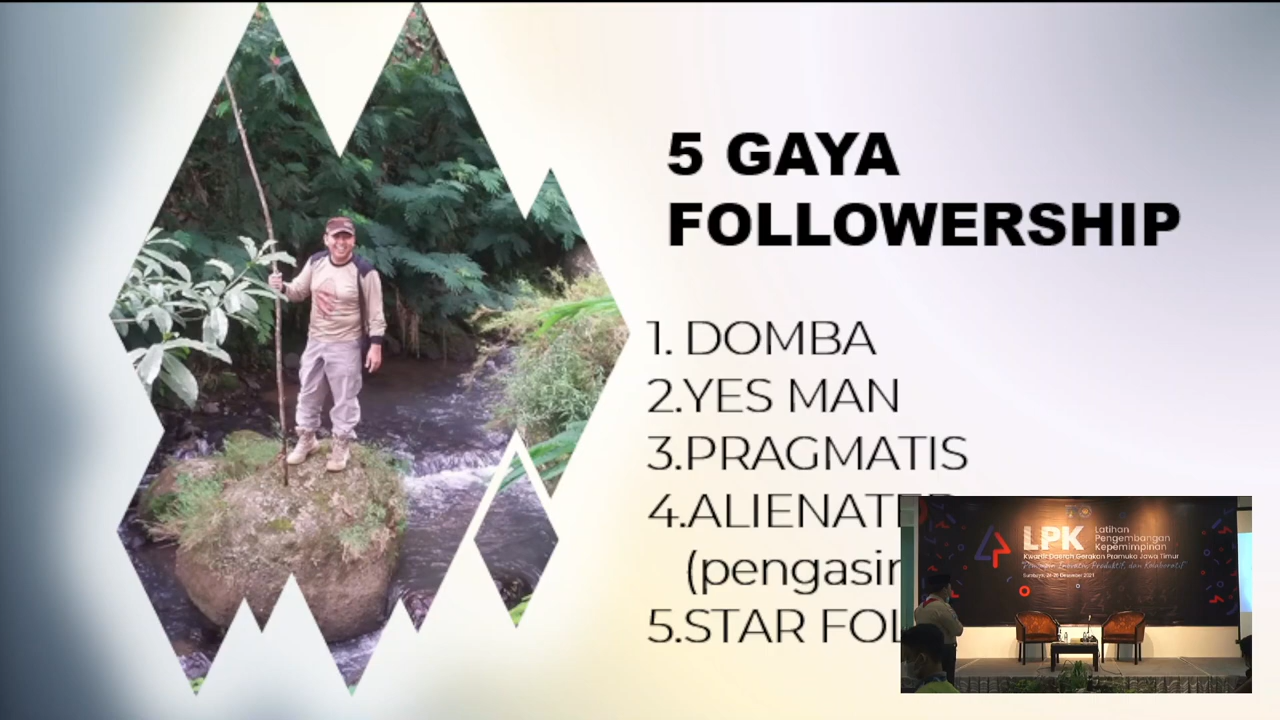 5 GAYA
FOLLOWERSHIP
1. DOMBA
2.YES MAN
3.PRAGMATIS
4.ALIENATED
(pengasin
5.STAR FOL
LPK Latihan
Pengembangan
Kepemimpinan
Kwartir Daerah Gerakan Pramuka Jawa Timur